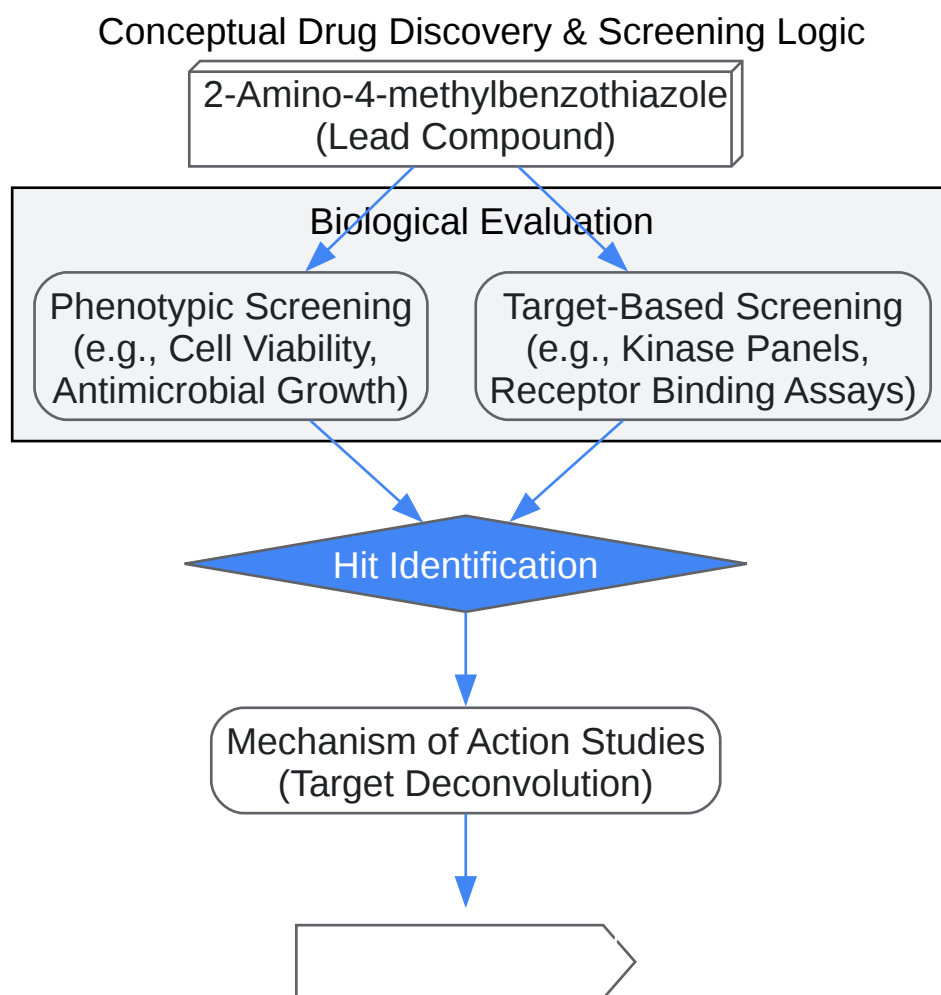 Conceptual Drug Discovery & Screening Logic
2-Amino-4-methylbenzothiazole
(Lead Compound)
Biological Evaluation
Phenotypic Screening
(e.g., Cell Viability,
Antimicrobial Growth)
Target-Based Screening
(e.g., Kinase Panels,
Receptor Binding Assays)
Hit Identification
Mechanism of Action Studies
(Target Deconvolution)